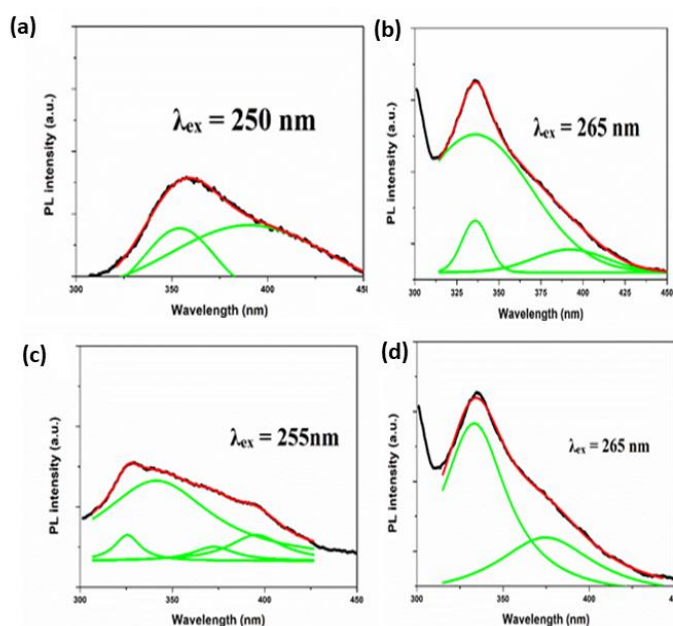 (a)
λex = 250 nm
PL intensity (a.u.)
300 350 400 450
Wavelength (nm)
(b)
λex = 265 nm
PL intensity (a.u.)
300 325 350 375 400 425 450
Wavelength (nm)
(c)
λex = 255nm
PL intensity (a.u.)
300 350 400 450
Wavelength (nm)
(d)
λex = 265 nm
PL intensity (a.u.)
300 350 400 450
Wavelength (nm)